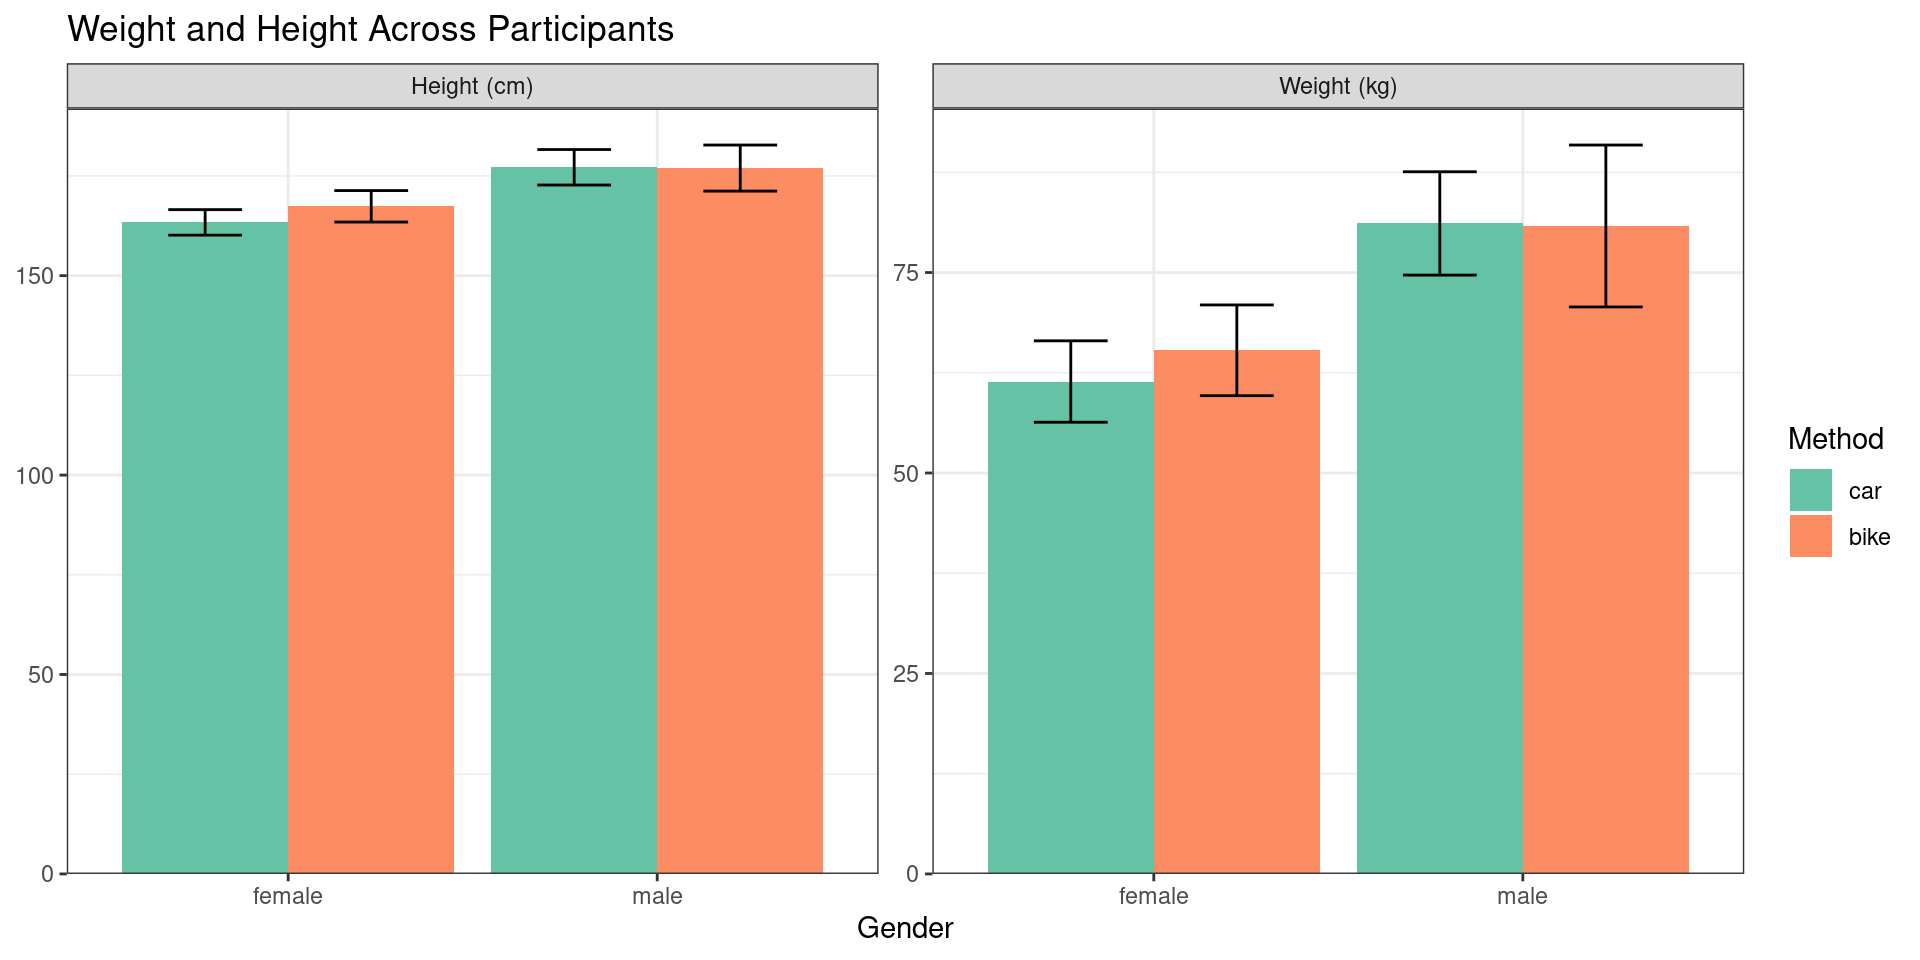 Weight and Height Across Participants
Height (cm)
Weight (kg)
150
100
50
0
75
50
25
0
female
male
female
male
Gender
Method
car
bike